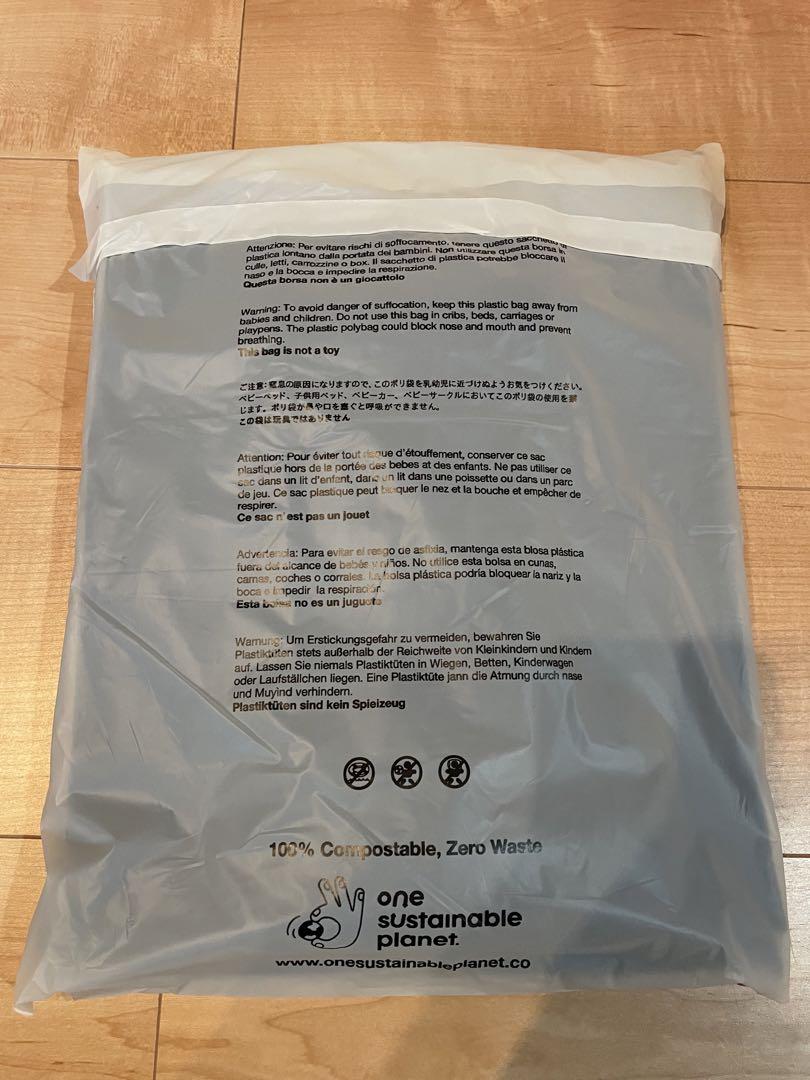 Attenzione: Per evitare rischi di soffocamento, tenere questo sacchetto di
plastica lontano dalla portata dei bambini. Non utilizzare questa borsa in
culle, letti, carrozzine o box. Il sacchetto di plastica potrebbe bloccare il
naso e la bocca e impedire la respirazione.
Questa borsa non è un giocattolo
Warning: To avoid danger of suffocation, keep this plastic bag away from
babies and children. Do not use this bag in cribs, beds, carriages or
playpens. The plastic polybag could block nose and mouth and prevent
breathing.
This bag is not a toy
ご注意：窒息の原因になりますので、このポリ袋を乳幼児に近づけぬようお気をつけください。
ベビーベッド、子供用ベッド、ベビーカー、ベビーサークルにおいてこのポリ袋の使用を禁
じます。ポリ袋が鼻や口を塞ぐと呼吸ができません。
この袋は玩具ではありません
Attention: Pour éviter tout risque d'étouffement, conserver ce sac
plastique hors de la portée des bebes at des enfants. Ne pas utiliser ce
sac dans un lit d'enfant, dans un lit dans une poissette ou dans un parc
de jeu. Ce sac plastique peut bloquer le nez et la bouche et empêcher de
respirer.
Ce sac n'est pas un jouet
Advertencia: Para evitar el resgo de asfixia, mantenga esta blosa plástica
fuera del alcance de bebés y niños. No utilice esta bolsa en cunas,
camas, coches o corrales. La bolsa plástica podría bloquear la nariz y la
boca e impedir la respiración.
Esta bolsa no es un juguete
Warnung: Um Erstickungsgefahr zu vermeiden, bewahren Sie
Plastiktüten stets außerhalb der Reichweite von Kleinkindern und Kindern
auf. Lassen Sie niemals Plastiktüten in Wiegen, Betten, Kinderwagen
oder Laufställchen liegen. Eine Plastiktüte jann die Atmung durch nase
und Muyind verhindern.
Plastiktüten sind kein Spieizeug
100% Compostable, Zero Waste
one
sustainable
planet.
www.onesustainableplanet.co